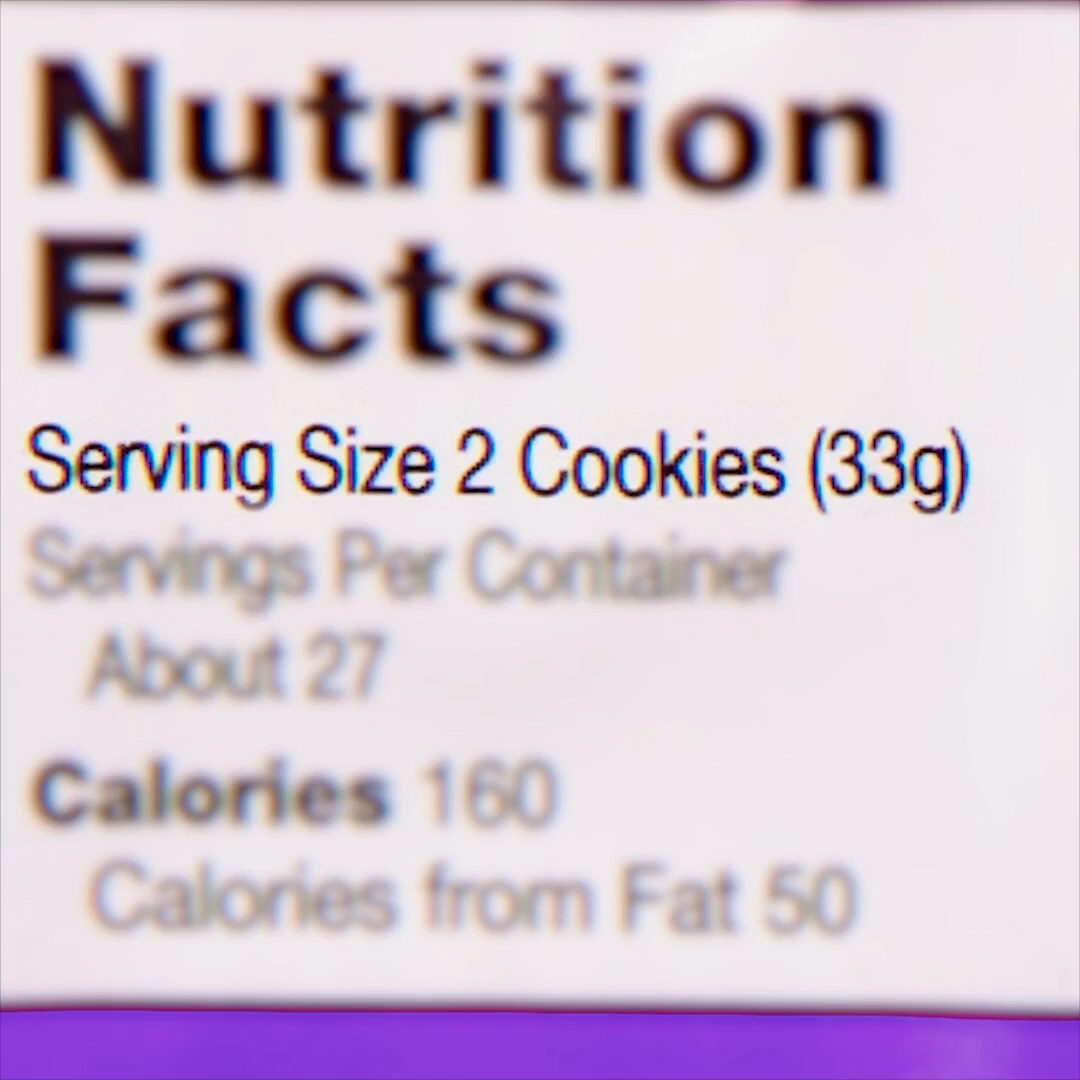 Nutrition
Facts
Serving Size 2 Cookies (33g)
Servings Per Container
About 27
Calories 160
Calories from Fat 50